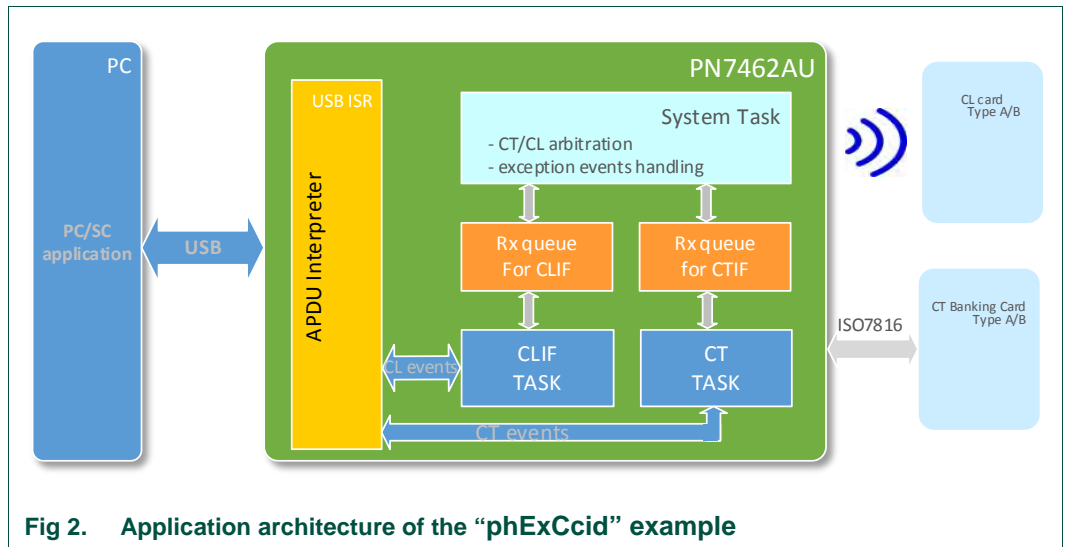 PC
PC/SC
application
USB
PN7462AU
USB ISR
APDU Interpreter
System Task
- CT/CL arbitration
- exception events handling
Rx queue
For CLIF
Rx queue
for CTIF
CLIF
TASK
CT
TASK
CL events
CT events
CL card
Type A/B
ISO7816
CT Banking Card
Type A/B
Fig 2. Application architecture of the “phExCcid” example